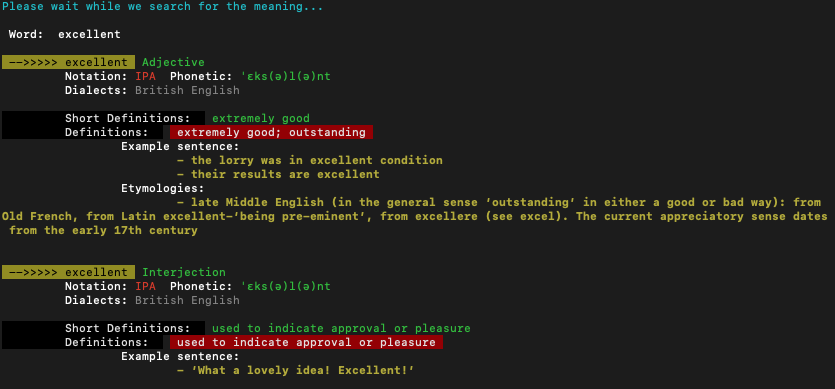 Please wait while we search for the meaning...
Word:  excellent
-->>>>> excellent  Adjective
Notation: IPA  Phonetic: ˈɛks(ə)l(ə)nt
Dialects: British English
Short Definitions:   extremely good
Definitions:   extremely good; outstanding
Example sentence:
- the lorry was in excellent condition
- their results are excellent
Etymologies:
- late Middle English (in the general sense ‘outstanding’ in either a good or bad way): from
Old French, from Latin excellent-‘being pre-eminent’, from excellere (see excel). The current appreciatory sense dates
from the early 17th century
-->>>>> excellent  Interjection
Notation: IPA  Phonetic: ˈɛks(ə)l(ə)nt
Dialects: British English
Short Definitions:   used to indicate approval or pleasure
Definitions:   used to indicate approval or pleasure
Example sentence:
- ‘What a lovely idea! Excellent!’